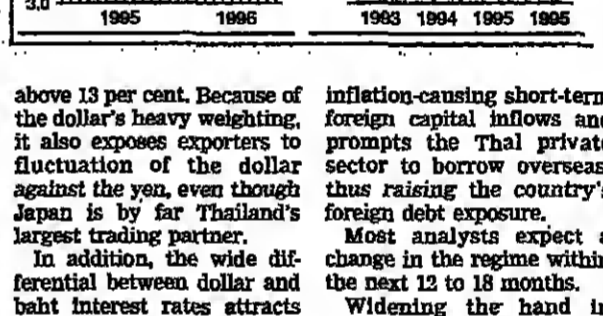 3.0
1995 1996
1993 1994 1995 1995
above 13 per cent. Because of
the dollar's heavy weighting,
it also exposes exporters to
fluctuation of the dollar
against the yen, even though
Japan is by far Thailand's
largest trading partner.
In addition, the wide dif-
ferential between dollar and
baht interest rates attracts
inflation-causing short-term
foreign capital inflows and
prompts the Thai private
sector to borrow overseas,
thus raising the country's
foreign debt exposure.
Most analysts expect a
change in the regime within
the next 12 to 18 months.
Widening the band in